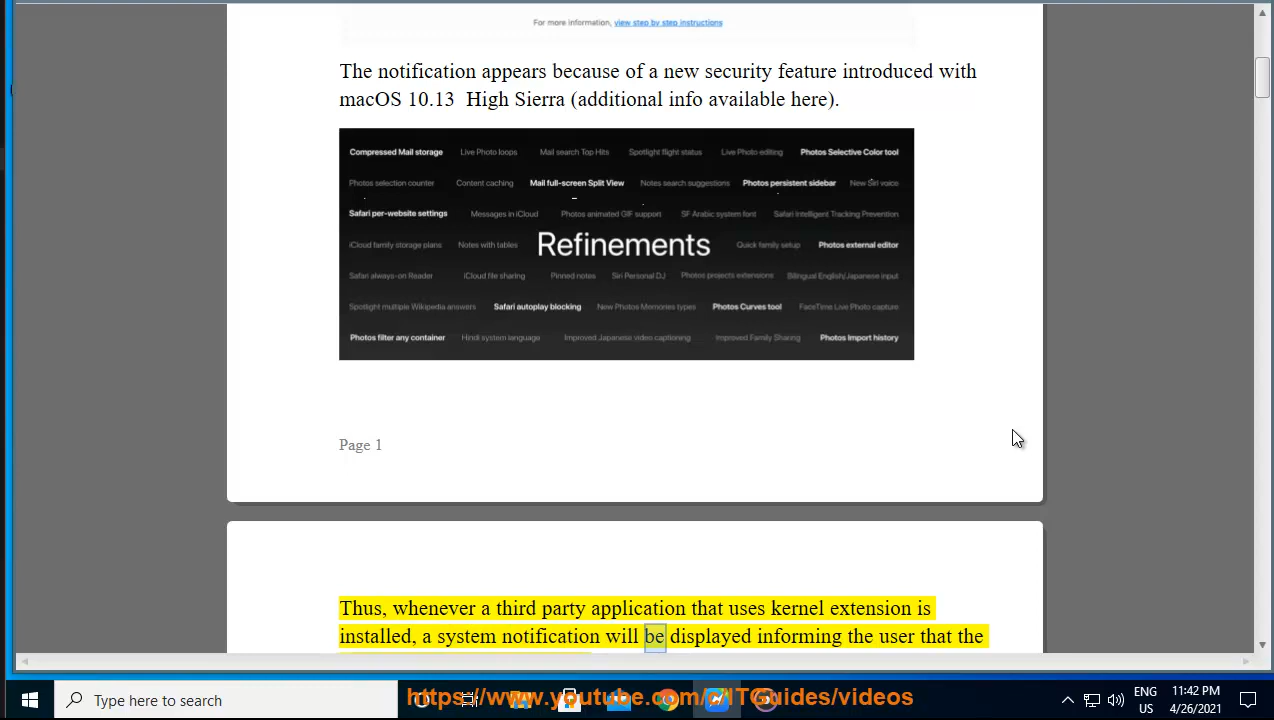 For more information, view step by step instructions
The notification appears because of a new security feature introduced with
macOS 10.13 High Sierra (additional info available here).
Compressed Mail storage Live Photo loops Mail search Top Hits Spotlight flight status Live Photo editing Photos Selective Color tool
Photos selection counter Content caching Mail full-screen Split View Notes search suggestions Photos persistent sidebar New Siri voice
Safari per-website settings Messages in iCloud Photos animated GIF support SF Arabic system font Safari Intelligent Tracking Prevention
iCloud family storage plans Notes with tables Refinements Quick family setup Photos external editor
Safari always-on Reader iCloud file sharing Pinned notes Siri Personal DJ Photos projects extensions Bilingual English/Japanese input
Spotlight multiple Wikipedia answers Safari autoplay blocking New Photos Memories types Photos Curves tool FaceTime Live Photo capture
Photos filter any container Hindi system language Improved Japanese video captioning Improved Family Sharing Photos Import history
Page 1
Thus, whenever a third party application that uses kernel extension is
installed, a system notification will be displayed informing the user that the
Type here to search
https://www.youtube.com/c/ITGuides/videos
ENG
US
11:42 PM
4/26/2021